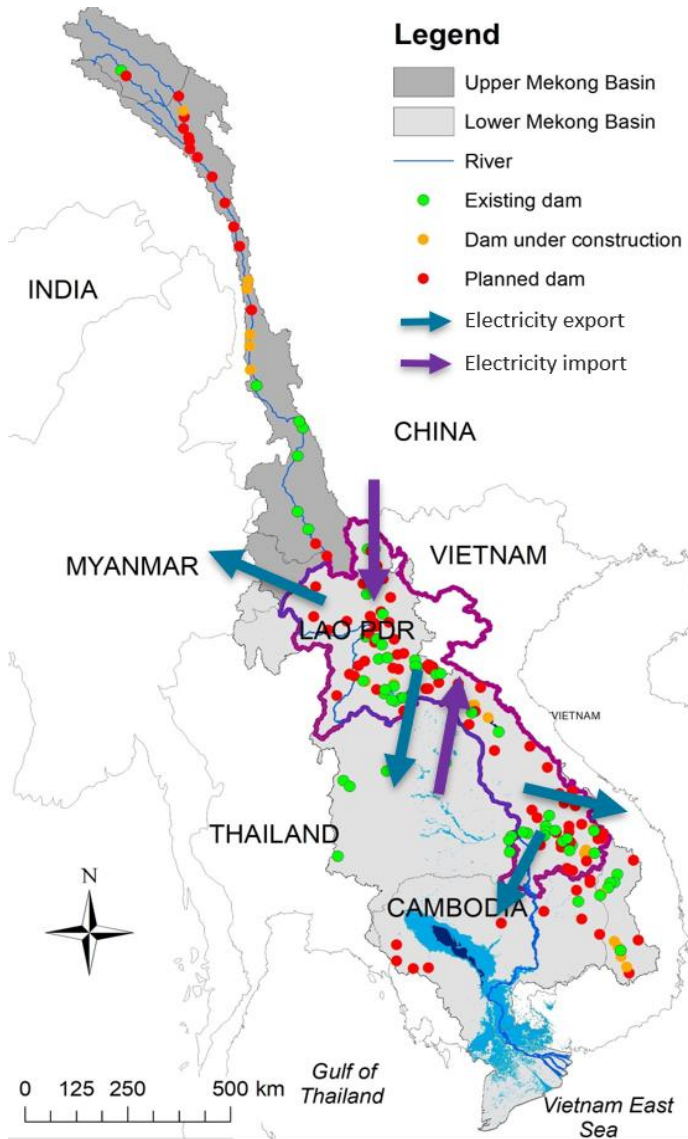 Legend
Upper Mekong Basin
Lower Mekong Basin
River
Existing dam
Dam under construction
Planned dam
Electricity export
Electricity import
INDIA
CHINA
MYANMAR
VIETNAM
LAO PDR
VIETNAM
THAILAND
N
CAMBODIA
Gulf of
Thailand
0 125 250 500 km
Vietnam East
Sea